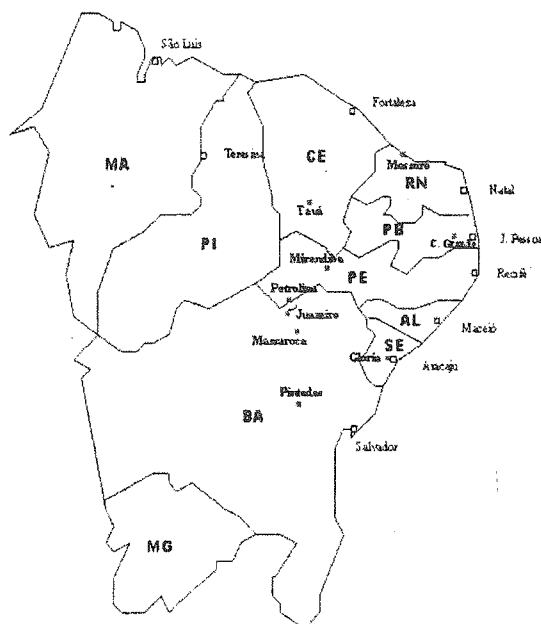 São Luis
Fortaleza
Teresina
CE
Mossoró
MA
RN
Natal
Tauá
PB
C. Grande
J. Pessoa
PI
Mirandiba
PE
Recife
Petrolina
Juazeiro
AL
Maceió
Massaroca
SE
Gloria
Aracaju
Pintadas
BA
Salvador
MG